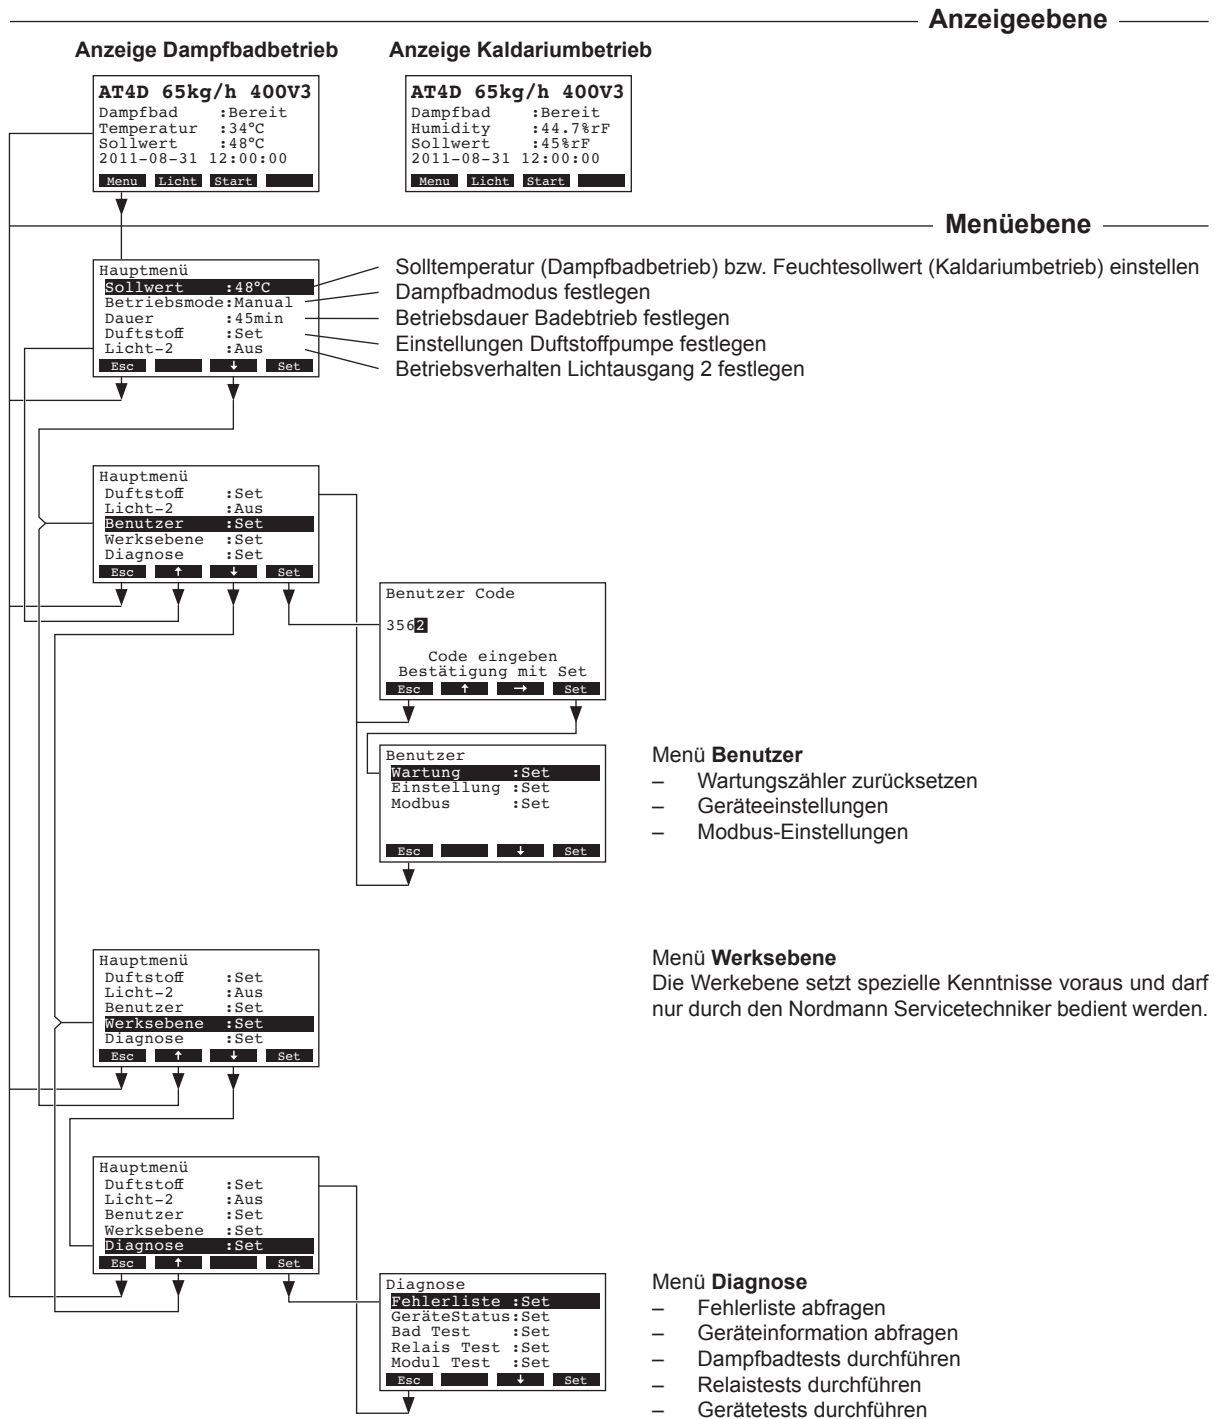 Anzeigeebene
Anzeige Dampfbadbetrieb
Anzeige Kaldariumbetrieb
AT4D 65kg/h 400V3
Dampfbad :Bereit
Temperatur :34°C
Sollwert :48°C
2011-08-31 12:00:00
Menu Licht Start
AT4D 65kg/h 400V3
Dampfbad :Bereit
Humidity :44.7%rF
Sollwert :45%rF
2011-08-31 12:00:00
Menu Licht Start
Menüebene
Hauptmenü
Sollwert :48°C
Betriebsmode:Manual
Dauer :45min
Duftstoff :Set
Licht-2 :Aus
Esc ↓ Set
Solltemperatur (Dampfbadbetrieb) bzw. Feuchtesollwert (Kaldariumbetrieb) einstellen
Dampfbadmodus festlegen
Betriebsdauer Badebtrieb festlegen
Einstellungen Duftstoffpumpe festlegen
Betriebsverhalten Lichtausgang 2 festlegen
Hauptmenü
Duftstoff :Set
Licht-2 :Aus
Benutzer :Set
Werksebene :Set
Diagnose :Set
Esc ↑ ↓ Set
Benutzer Code
3562
Code eingeben
Bestätigung mit Set
Esc ↑ → Set
Benutzer
Wartung :Set
Einstellung :Set
Modbus :Set
Esc ↓ Set
Menü Benutzer
– Wartungszähler zurücksetzen
– Geräteeinstellungen
– Modbus-Einstellungen
Hauptmenü
Duftstoff :Set
Licht-2 :Aus
Benutzer :Set
Werksebene :Set
Diagnose :Set
Esc ↑ ↓ Set
Menü Werksebene
Die Werkebene setzt spezielle Kenntnisse voraus und darf
nur durch den Nordmann Servicetechniker bedient werden.
Hauptmenü
Duftstoff :Set
Licht-2 :Aus
Benutzer :Set
Werksebene :Set
Diagnose :Set
Esc ↑ Set
Diagnose
Fehlerliste :Set
GeräteStatus:Set
Bad Test :Set
Relais Test :Set
Modul Test :Set
Esc ↓ Set
Menü Diagnose
– Fehlerliste abfragen
– Geräteinformation abfragen
– Dampfbadtests durchführen
– Relaistests durchführen
– Gerätetests durchführen